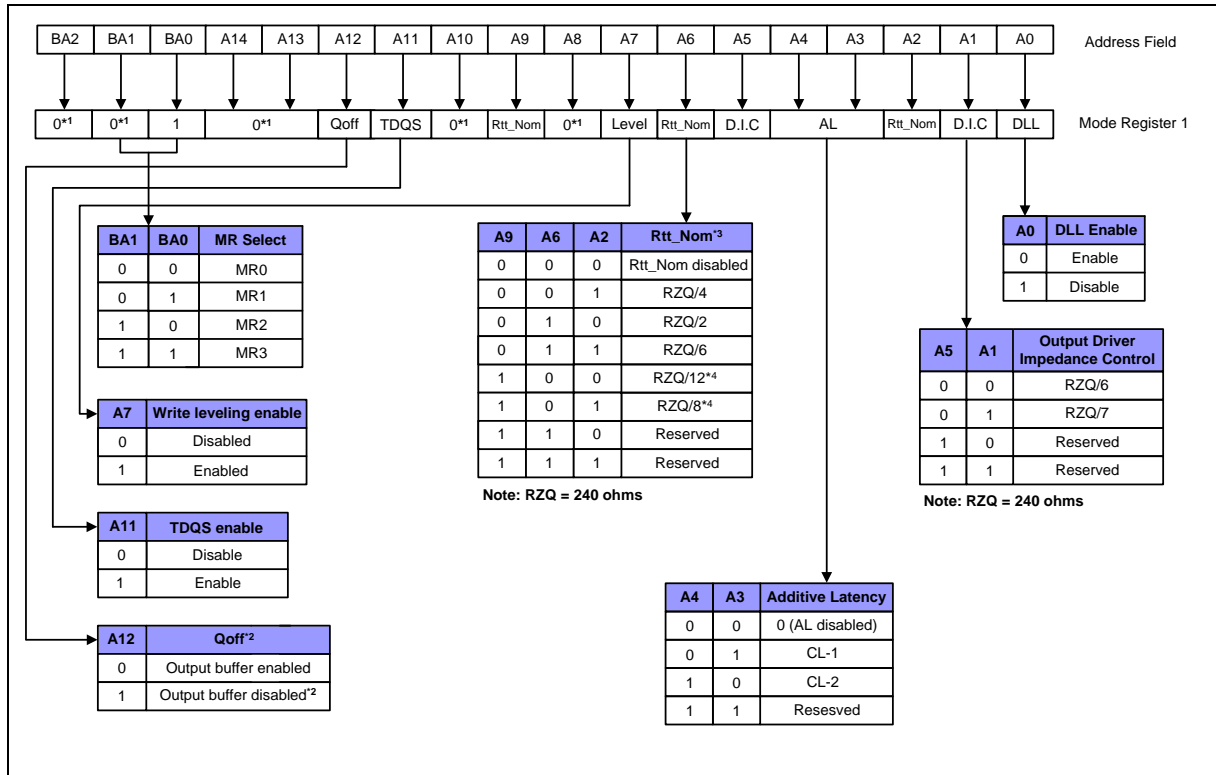 BA2 BA1 BA0 A14 A13 A12 A11 A10 A9 A8 A7 A6 A5 A4 A3 A2 A1 A0 Address Field
0*1 0*1 1 0*1 Qoff TDQS 0*1 Rtt_Nom 0*1 Level Rtt_Nom D.I.C AL Rtt_Nom D.I.C DLL Mode Register 1
BA1 BA0 MR Select
0 0 MR0
0 1 MR1
1 0 MR2
1 1 MR3
A7 Write leveling enable
0 Disabled
1 Enabled
A11 TDQS enable
0 Disable
1 Enable
A12 Qoff*2
0 Output buffer enabled
1 Output buffer disabled*2
A9 A6 A2 Rtt_Nom*3
0 0 0 Rtt_Nom disabled
0 0 1 RZQ/4
0 1 0 RZQ/2
0 1 1 RZQ/6
1 0 0 RZQ/12*4
1 0 1 RZQ/8*4
1 1 0 Reserved
1 1 1 Reserved
Note: RZQ = 240 ohms
A4 A3 Additive Latency
0 0 0 (AL disabled)
0 1 CL-1
1 0 CL-2
1 1 Resesved
A0 DLL Enable
0 Enable
1 Disable
A5 A1 Output Driver
Impedance Control
0 0 RZQ/6
0 1 RZQ/7
1 0 Reserved
1 1 Reserved
Note: RZQ = 240 ohms